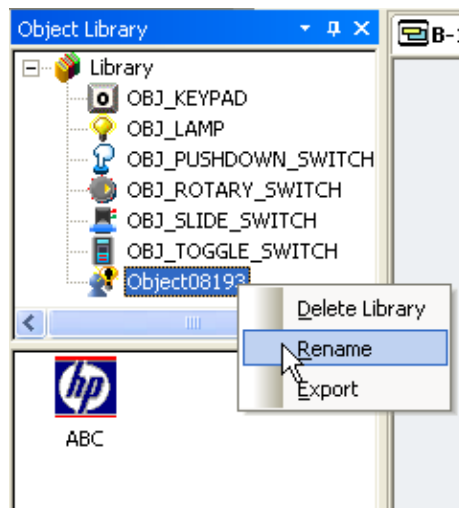 Object Library
B-
Library
OBJ_KEYPAD
OBJ_LAMP
OBJ_PUSHDOWN_SWITCH
OBJ_ROTARY_SWITCH
OBJ_SLIDE_SWITCH
OBJ_TOGGLE_SWITCH
Object08193
Delete Library
Rename
Export
hp
ABC